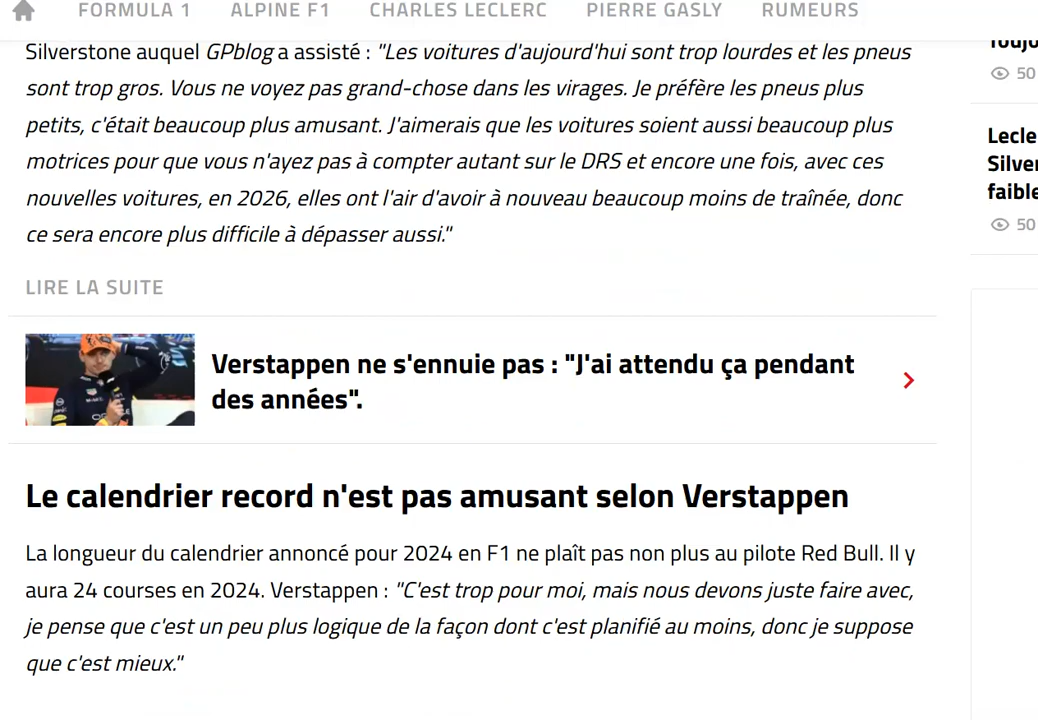 FORMULA 1 ALPINE F1 CHARLES LECLERC PIERRE GASLY RUMEURS
Silverstone auquel GPblog a assisté : "Les voitures d'aujourd'hui sont trop lourdes et les pneus
sont trop gros. Vous ne voyez pas grand-chose dans les virages. Je préfère les pneus plus
petits, c'était beaucoup plus amusant. J'aimerais que les voitures soient aussi beaucoup plus
motrices pour que vous n'ayez pas à compter autant sur le DRS et encore une fois, avec ces
nouvelles voitures, en 2026, elles ont l'air d'avoir à nouveau beaucoup moins de traînée, donc
ce sera encore plus difficile à dépasser aussi."
LIRE LA SUITE
Verstappen ne s'ennuie pas : "J'ai attendu ça pendant
des années".
Le calendrier record n'est pas amusant selon Verstappen
La longueur du calendrier annoncé pour 2024 en F1 ne plaît pas non plus au pilote Red Bull. Il y
aura 24 courses en 2024. Verstappen : "C'est trop pour moi, mais nous devons juste faire avec,
je pense que c'est un peu plus logique de la façon dont c'est planifié au moins, donc je suppose
que c'est mieux."
50
Lecle
Silver
faible
50